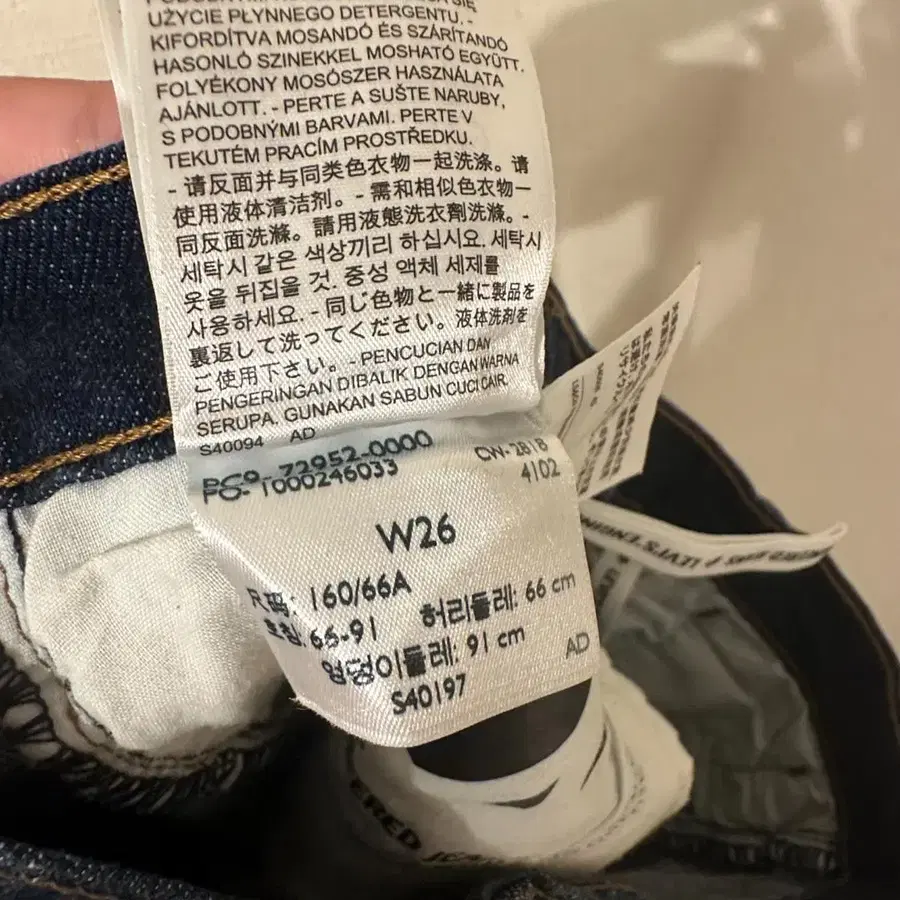 UŻYCIE PŁYNNEGO DETERGENTU. -
KIFORDÍTVA MOSANDÓ ÉS SZÁRÍTANDÓ
HASONLÓ SZINEKKEL MOSHATÓ EGYÜTT.
FOLYÉKONY MOSÓSZER HASZNÁLATA
AJÁNLOTT. - PERTE A SUŠTE NARUBY,
S PODOBNÝMI BARVAMI. PERTE V
TEKUTÉM PRACÍM PROSTŘEDKU.
- 请反面并与同类色衣物一起洗涤。请
使用液体清洁剂。- 需和相似色衣物一
同反面洗滌。請用液態洗衣劑洗滌。-
세탁시 같은 색상끼리 하십시요. 세탁시
옷을 뒤집을 것. 중성 액체 세제를
사용하세요. - 同じ色物と一緒に製品を
裏返して洗ってください。液体洗剤を
ご使用下さい。- PENCUCIAN DAN
PENGERINGAN DIBALIK DENGAN WARNA
SERUPA. GUNAKAN SABUN CUCI CAIR.
S40094 AD
PC9- 72952-0000 CW-281B
PO- 1000246033 4102
W26
160/66A
호칭: 66-91 허리둘레: 66 cm
엉덩이둘레: 91 cm AD
S40197